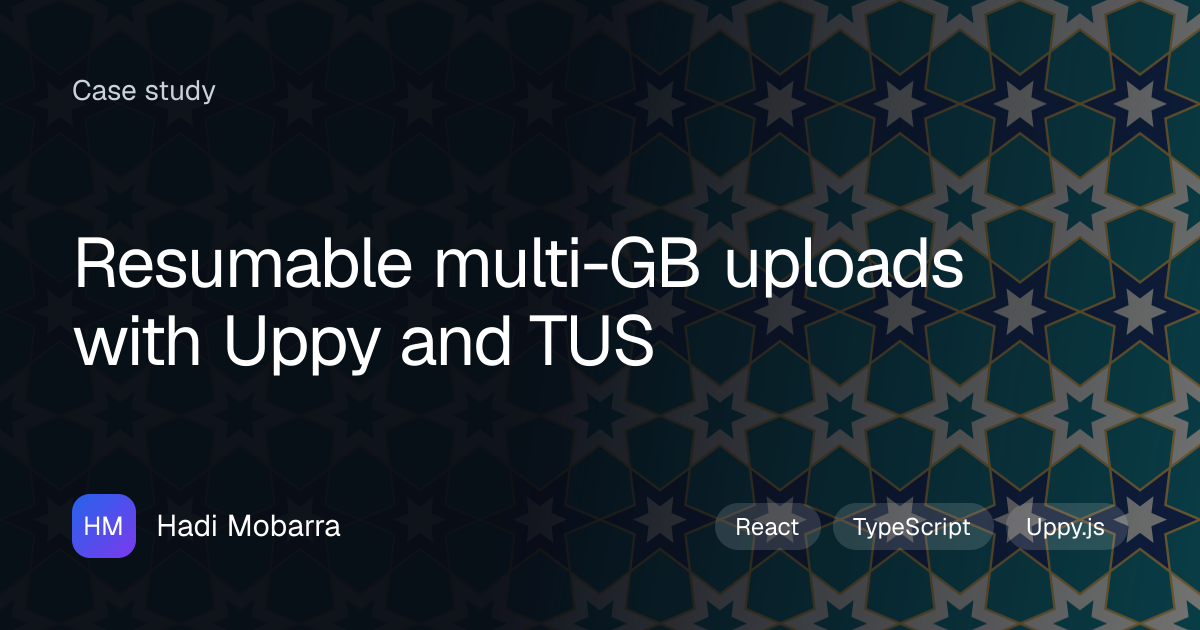 Case study
Resumable multi-GB uploads
with Uppy and TUS
HM
Hadi Mobarra
React
TypeScript
Uppy.js